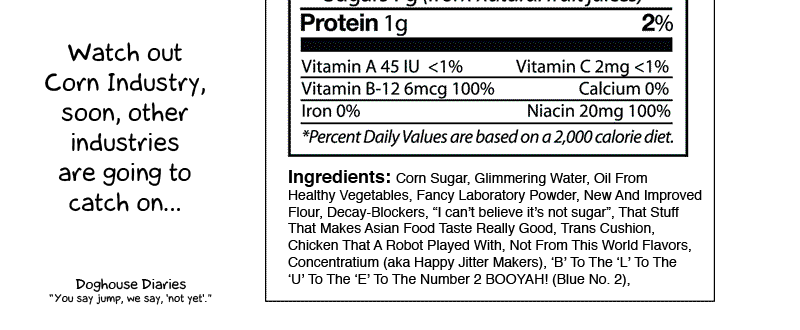 Watch out
Corn Industry,
soon, other
industries
are going to
catch on...
Doghouse Diaries
"You say jump, we say, 'not yet'."
Sugars 1g (from natural fruit juices)
Protein 1g 2%
Vitamin A 45 IU <1% Vitamin C 2mg <1%
Vitamin B-12 6mcg 100% Calcium 0%
Iron 0% Niacin 20mg 100%
*Percent Daily Values are based on a 2,000 calorie diet.
Ingredients: Corn Sugar, Glimmering Water, Oil From
Healthy Vegetables, Fancy Laboratory Powder, New And Improved
Flour, Decay-Blockers, “I can’t believe it’s not sugar”, That Stuff
That Makes Asian Food Taste Really Good, Trans Cushion,
Chicken That A Robot Played With, Not From This World Flavors,
Concentratium (aka Happy Jitter Makers), ‘B’ To The ‘L’ To The
‘U’ To The ‘E’ To The Number 2 BOOYAH! (Blue No. 2),